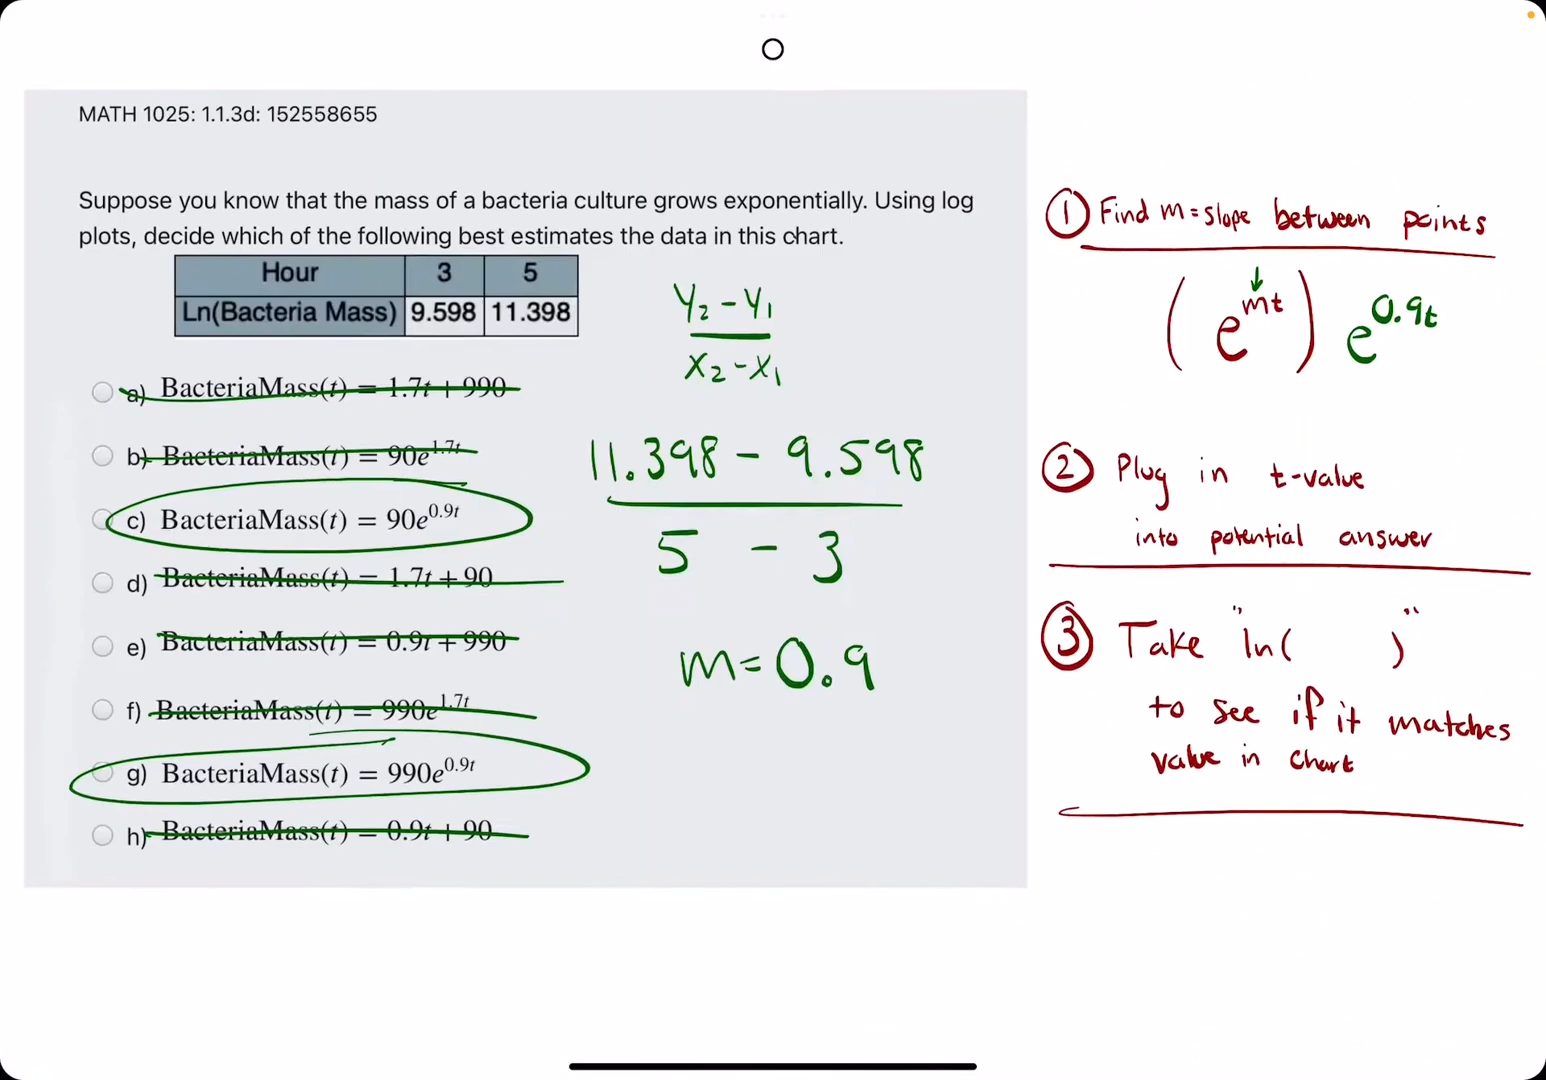 MATH 1025: 1.1.3d: 152558655
Suppose you know that the mass of a bacteria culture grows exponentially. Using log
plots, decide which of the following best estimates the data in this chart.
Hour 3 5
Ln(Bacteria Mass) 9.598 11.398
a) BacteriaMass(t) = 1.7t + 990
b) BacteriaMass(t) = 90e^1.7t
c) BacteriaMass(t) = 90e^0.9t
d) BacteriaMass(t) = 1.7t + 90
e) BacteriaMass(t) = 0.9t + 990
f) BacteriaMass(t) = 990e^1.7t
g) BacteriaMass(t) = 990e^0.9t
h) BacteriaMass(t) = 0.9t + 90
Y₂ - Y₁
X₂ - X₁
11.398 - 9.598
5 - 3
m = 0.9
① Find m = slope between points
(e^mt) e^0.9t
② Plug in t-value
into potential answer
③ Take "ln( )"
to see if it matches
value in chart